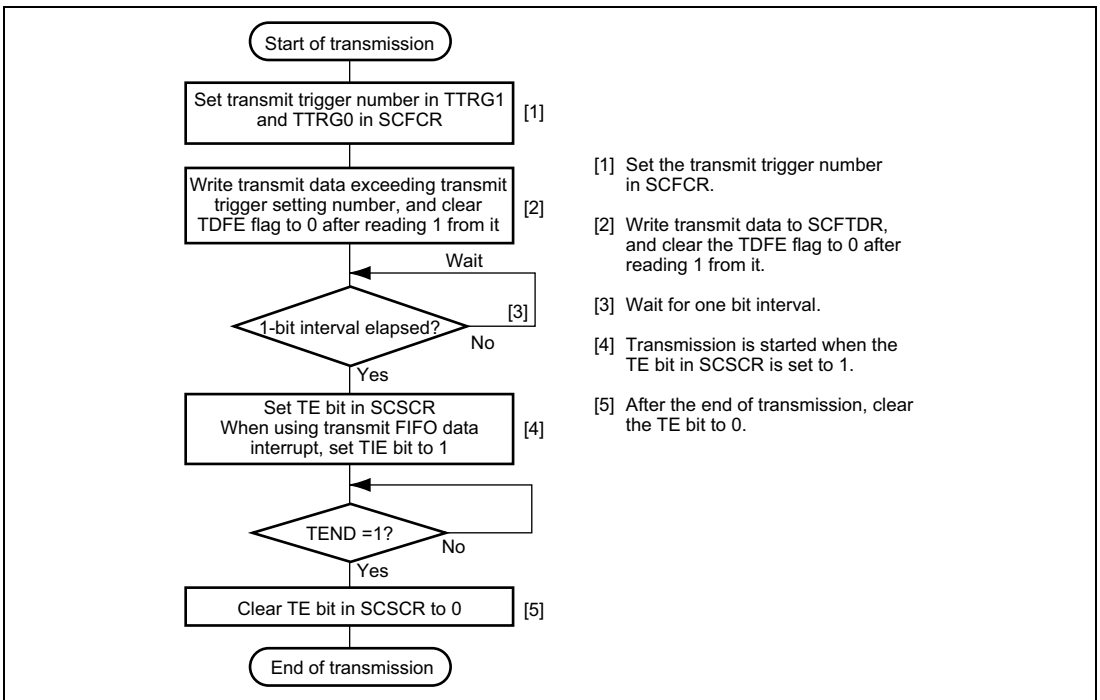 Start of transmission
Set transmit trigger number in TTRG1
and TTRG0 in SCFCR
[1]
Write transmit data exceeding transmit
trigger setting number, and clear
TDFE flag to 0 after reading 1 from it
[2]
Wait
1-bit interval elapsed?
[3]
No
Yes
Set TE bit in SCSCR
When using transmit FIFO data
interrupt, set TIE bit to 1
[4]
TEND =1?
No
Yes
Clear TE bit in SCSCR to 0
[5]
End of transmission
[1] Set the transmit trigger number
in SCFCR.
[2] Write transmit data to SCFTDR,
and clear the TDFE flag to 0 after
reading 1 from it.
[3] Wait for one bit interval.
[4] Transmission is started when the
TE bit in SCSCR is set to 1.
[5] After the end of transmission, clear
the TE bit to 0.